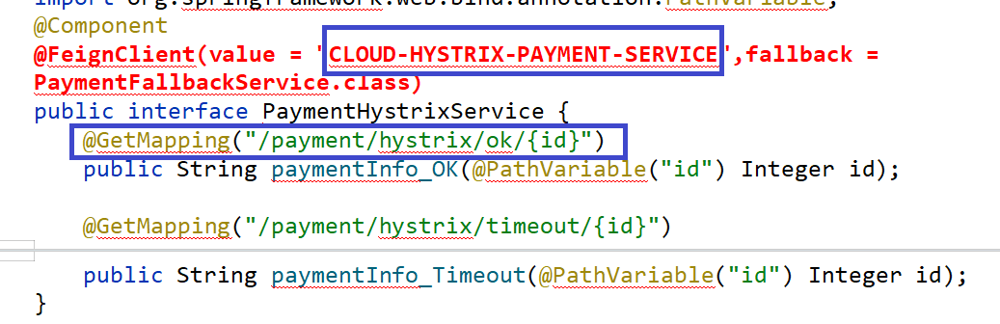 import org.springframework.web.bind.annotation.PathVariable;
@Component
@FeignClient(value = "CLOUD-HYSTRIX-PAYMENT-SERVICE",fallback =
PaymentFallbackService.class)
public interface PaymentHystrixService {
@GetMapping("/payment/hystrix/ok/{id}")
public String paymentInfo_OK(@PathVariable("id") Integer id);
@GetMapping("/payment/hystrix/timeout/{id}")
public String paymentInfo_Timeout(@PathVariable("id") Integer id);
}